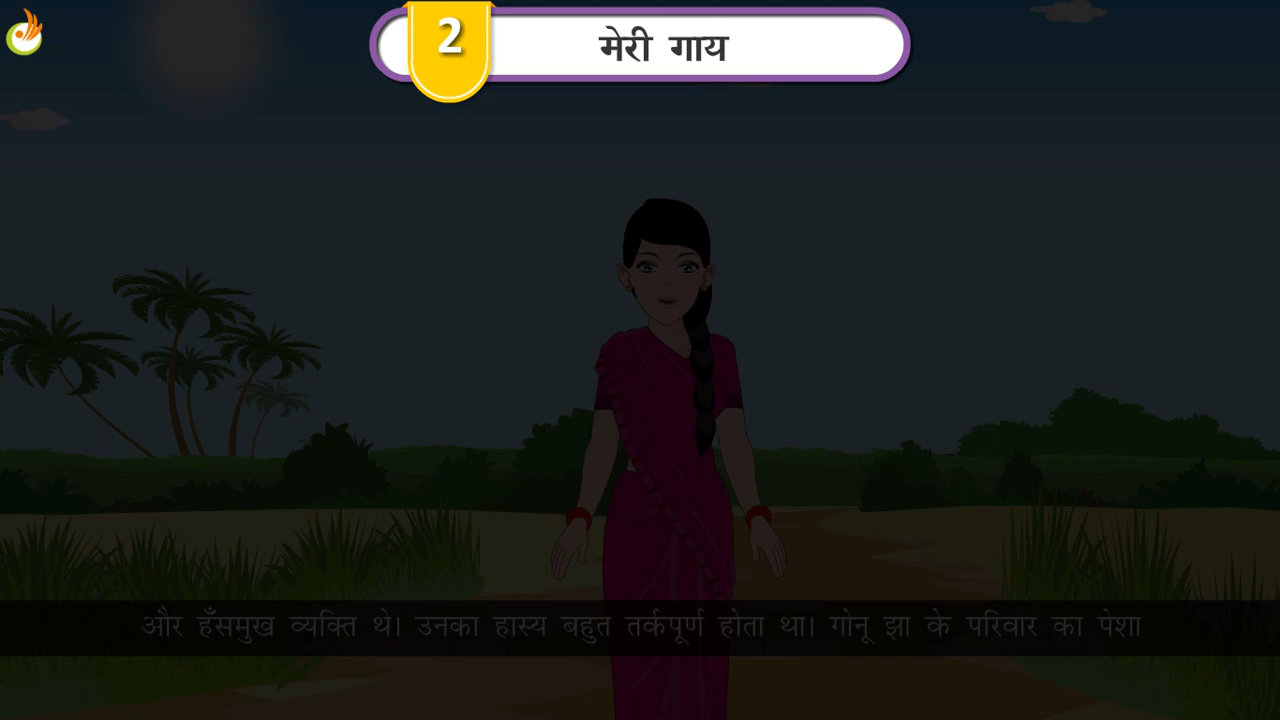 2
मेरी गाय
और हँसमुख व्यक्ति थे। उनका हास्य बहुत तर्कपूर्ण होता था। गोनू झा के परिवार का पेशा